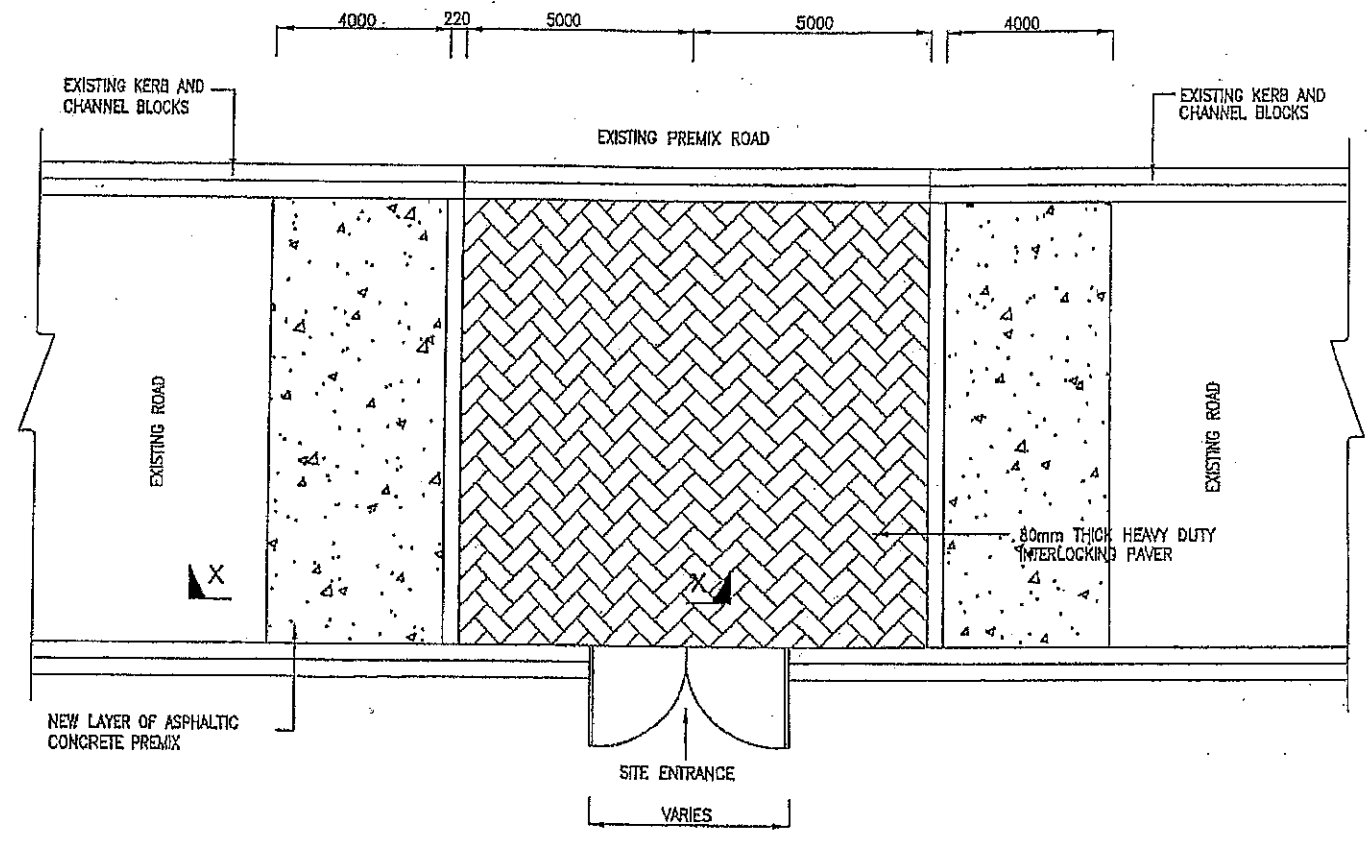 4000 220 5000 5000 4000
EXISTING KERB AND
CHANNEL BLOCKS
EXISTING KERB AND
CHANNEL BLOCKS
EXISTING PREMIX ROAD
EXISTING ROAD
EXISTING ROAD
80mm THICK HEAVY DUTY
INTERLOCKING PAVER
X
X
NEW LAYER OF ASPHALTIC
CONCRETE PREMIX
SITE ENTRANCE
VARIES